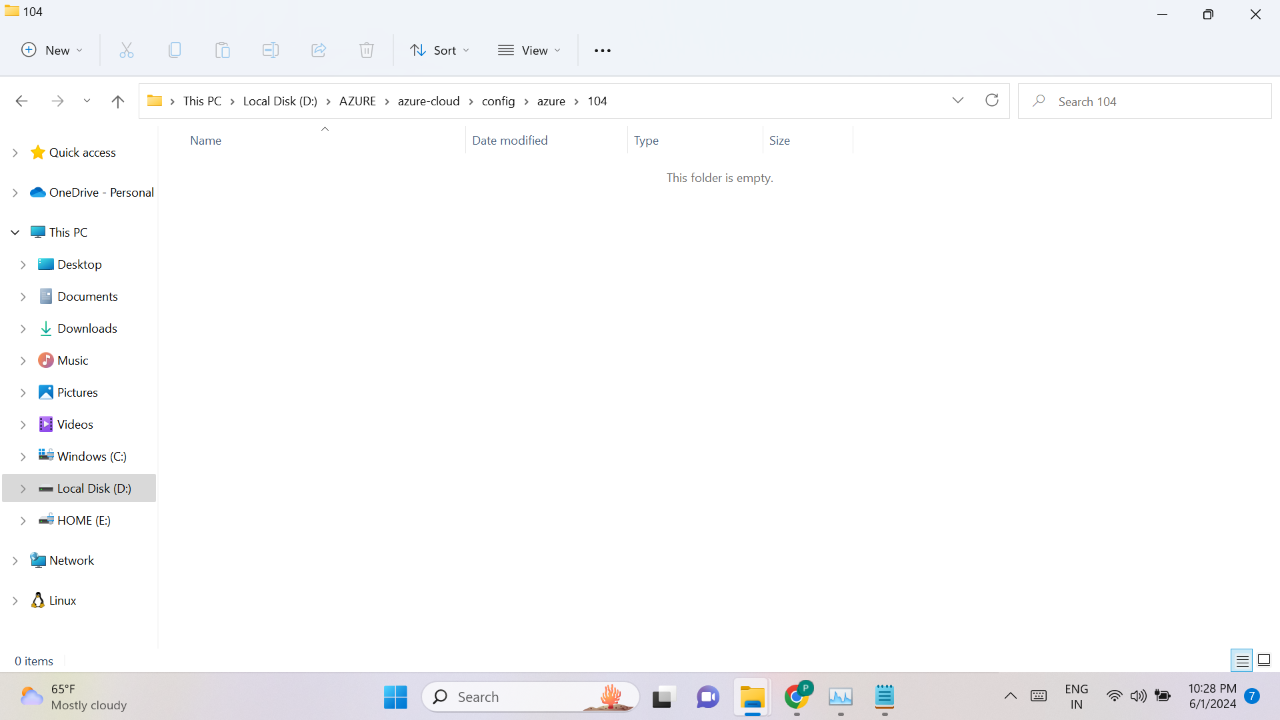 104
New
Sort
View
This PC
Local Disk (D:)
AZURE
azure-cloud
config
azure
104
Search 104
Name
Date modified
Type
Size
This folder is empty.
Quick access
OneDrive - Personal
This PC
Desktop
Documents
Downloads
Music
Pictures
Videos
Windows (C:)
Local Disk (D:)
HOME (E:)
Network
Linux
0 items
65°F
Mostly cloudy
Search
P
ENG
IN
10:28 PM
6/1/2024
7